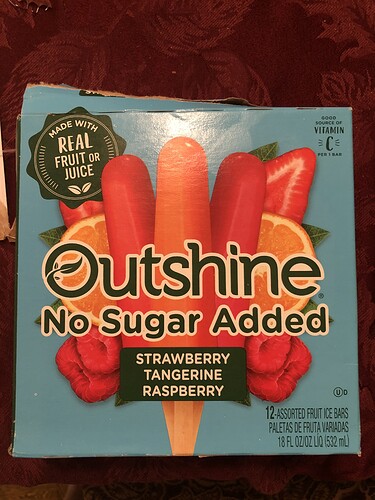 MADE WITH
REAL
FRUIT OR
JUICE
GOOD
SOURCE OF
VITAMIN
C
PER 1 BAR
Outshine®
No Sugar Added
STRAWBERRY
TANGERINE
RASPBERRY
U D
12-ASSORTED FRUIT ICE BARS
PALETAS DE FRUTA VARIADAS
18 FL OZ/OZ LÍQ (532 mL)